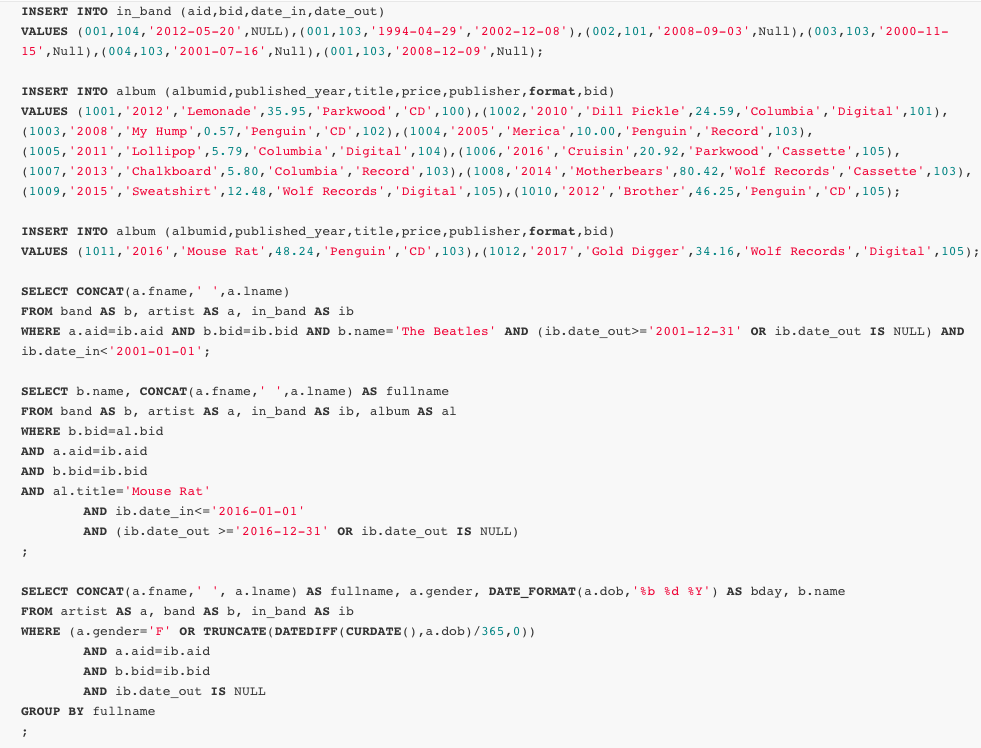 INSERT INTO in_band (aid,bid,date_in,date_out)
VALUES (001,104,'2012-05-20',NULL),(001,103,'1994-04-29','2002-12-08'),(002,101,'2008-09-03',Null),(003,103,'2000-11-
15',Null),(004,103,'2001-07-16',Null),(001,103,'2008-12-09',Null);
INSERT INTO album (albumid,published_year,title,price,publisher,format,bid)
VALUES (1001,'2012','Lemonade',35.95,'Parkwood','CD',100),(1002,'2010','Dill Pickle',24.59,'Columbia','Digital',101),
(1003,'2008','My Hump',0.57,'Penguin','CD',102),(1004,'2005','Merica',10.00,'Penguin','Record',103),
(1005,'2011','Lollipop',5.79,'Columbia','Digital',104),(1006,'2016','Cruisin',20.92,'Parkwood','Cassette',105),
(1007,'2013','Chalkboard',5.80,'Columbia','Record',103),(1008,'2014','Motherbears',80.42,'Wolf Records','Cassette',103),
(1009,'2015','Sweatshirt',12.48,'Wolf Records','Digital',105),(1010,'2012','Brother',46.25,'Penguin','CD',105);
INSERT INTO album (albumid,published_year,title,price,publisher,format,bid)
VALUES (1011,'2016','Mouse Rat',48.24,'Penguin','CD',103),(1012,'2017','Gold Digger',34.16,'Wolf Records','Digital',105);
SELECT CONCAT(a.fname,' ',a.lname)
FROM band AS b, artist AS a, in_band AS ib
WHERE a.aid=ib.aid AND b.bid=ib.bid AND b.name='The Beatles' AND (ib.date_out>='2001-12-31' OR ib.date_out IS NULL) AND
ib.date_in<'2001-01-01';
SELECT b.name, CONCAT(a.fname,' ',a.lname) AS fullname
FROM band AS b, artist AS a, in_band AS ib, album AS al
WHERE b.bid=al.bid
AND a.aid=ib.aid
AND b.bid=ib.bid
AND al.title='Mouse Rat'
AND ib.date_in<='2016-01-01'
AND (ib.date_out >='2016-12-31' OR ib.date_out IS NULL)
;
SELECT CONCAT(a.fname,' ', a.lname) AS fullname, a.gender, DATE_FORMAT(a.dob,'%b %d %Y') AS bday, b.name
FROM artist AS a, band AS b, in_band AS ib
WHERE (a.gender='F' OR TRUNCATE(DATEDIFF(CURDATE(),a.dob)/365,0))
AND a.aid=ib.aid
AND b.bid=ib.bid
AND ib.date_out IS NULL
GROUP BY fullname
;